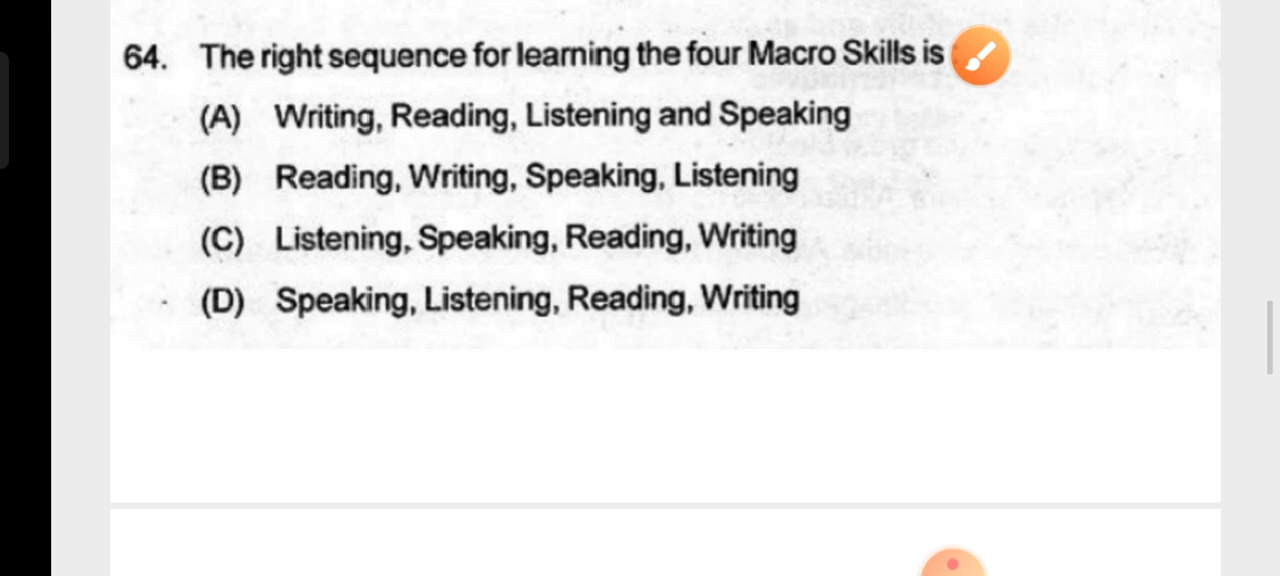 64. The right sequence for learning the four Macro Skills is :
(A) Writing, Reading, Listening and Speaking
(B) Reading, Writing, Speaking, Listening
(C) Listening, Speaking, Reading, Writing
(D) Speaking, Listening, Reading, Writing